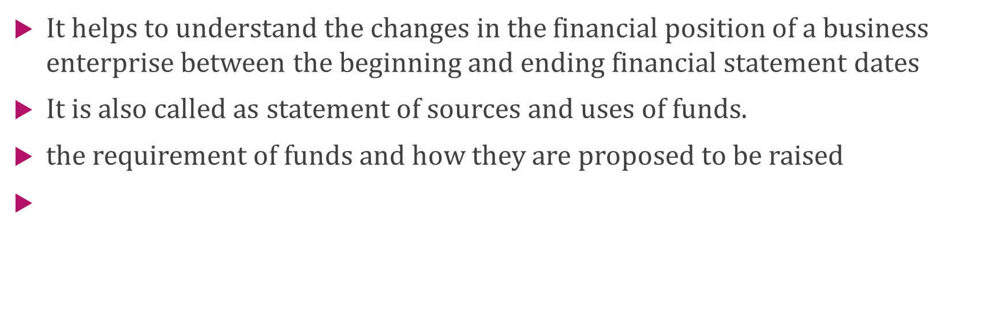 It helps to understand the changes in the financial position of a business
enterprise between the beginning and ending financial statement dates
It is also called as statement of sources and uses of funds.
the requirement of funds and how they are proposed to be raised